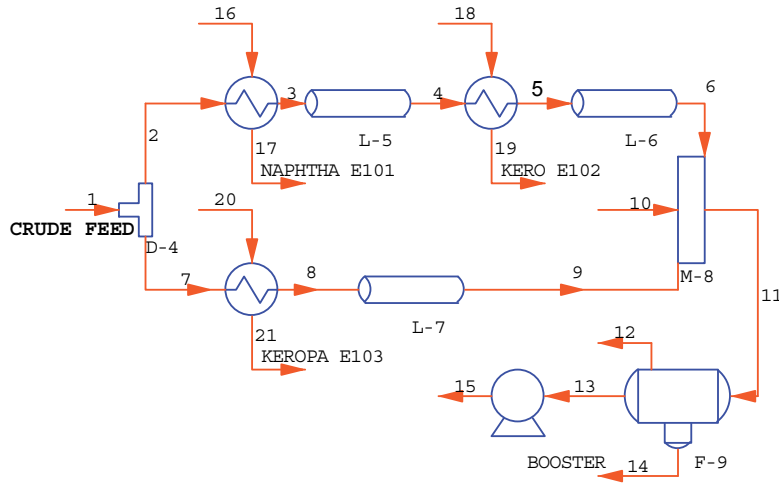 16
18
3
4
5
6
2
L-5
L-6
17
19
NAPHTHA E101
KERO E102
1
20
10
CRUDE FEED
D-4
7
8
9
M-8
11
L-7
21
KEROPA E103
12
15
13
BOOSTER
14
F-9